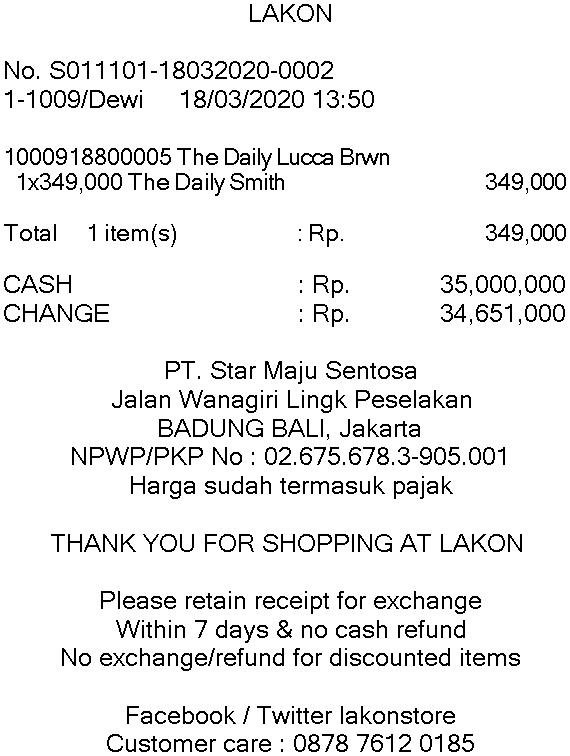 LAKON
No. S011101-18032020-0002
1-1009/Dewi 18/03/2020 13:50
1000918800005 The Daily Lucca Brwn
1x349,000 The Daily Smith 349,000
Total 1 item(s) : Rp. 349,000
CASH : Rp. 35,000,000
CHANGE : Rp. 34,651,000
PT. Star Maju Sentosa
Jalan Wanagiri Lingk Peselakan
BADUNG BALI, Jakarta
NPWP/PKP No : 02.675.678.3-905.001
Harga sudah termasuk pajak
THANK YOU FOR SHOPPING AT LAKON
Please retain receipt for exchange
Within 7 days & no cash refund
No exchange/refund for discounted items
Facebook / Twitter lakonstore
Customer care : 0878 7612 0185